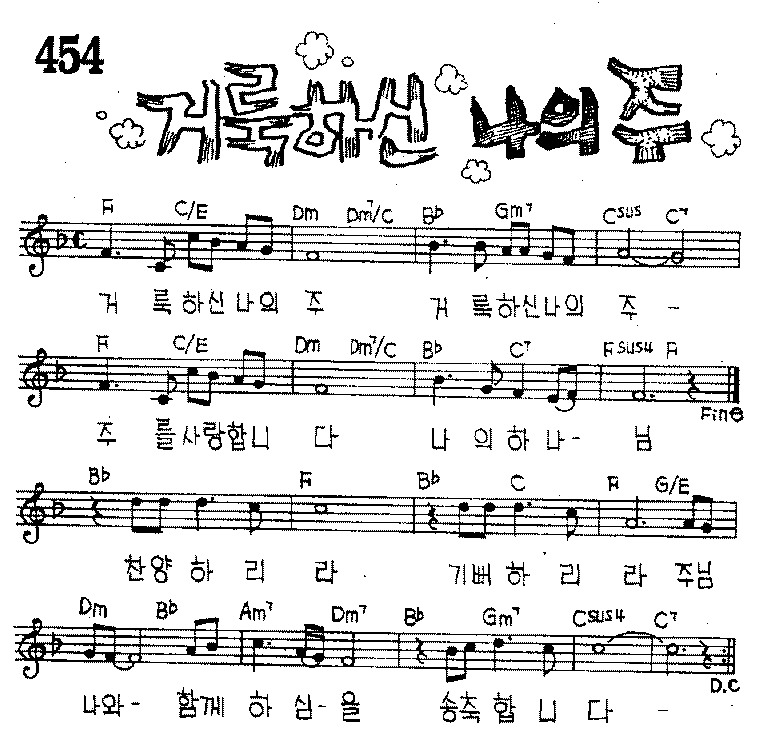 454
거룩하신 나의 주
F C/E Dm Dm7/C Bb Gm7 Csus C7
거 룩하신나의 주 거 룩하신나의 주 -
F C/E Dm Dm7/C Bb C7 Fsus4 F
Fine
주 를사랑합니 다 나 의하나- 님
Bb F Bb C F G/E
찬양 하 리 라 기뻐 하 리 라 주님
Dm Bb Am7 Dm7 Bb Gm7 Csus4 C7
D.C
나와- 함께 하 심-을 송축 합 니 다 -